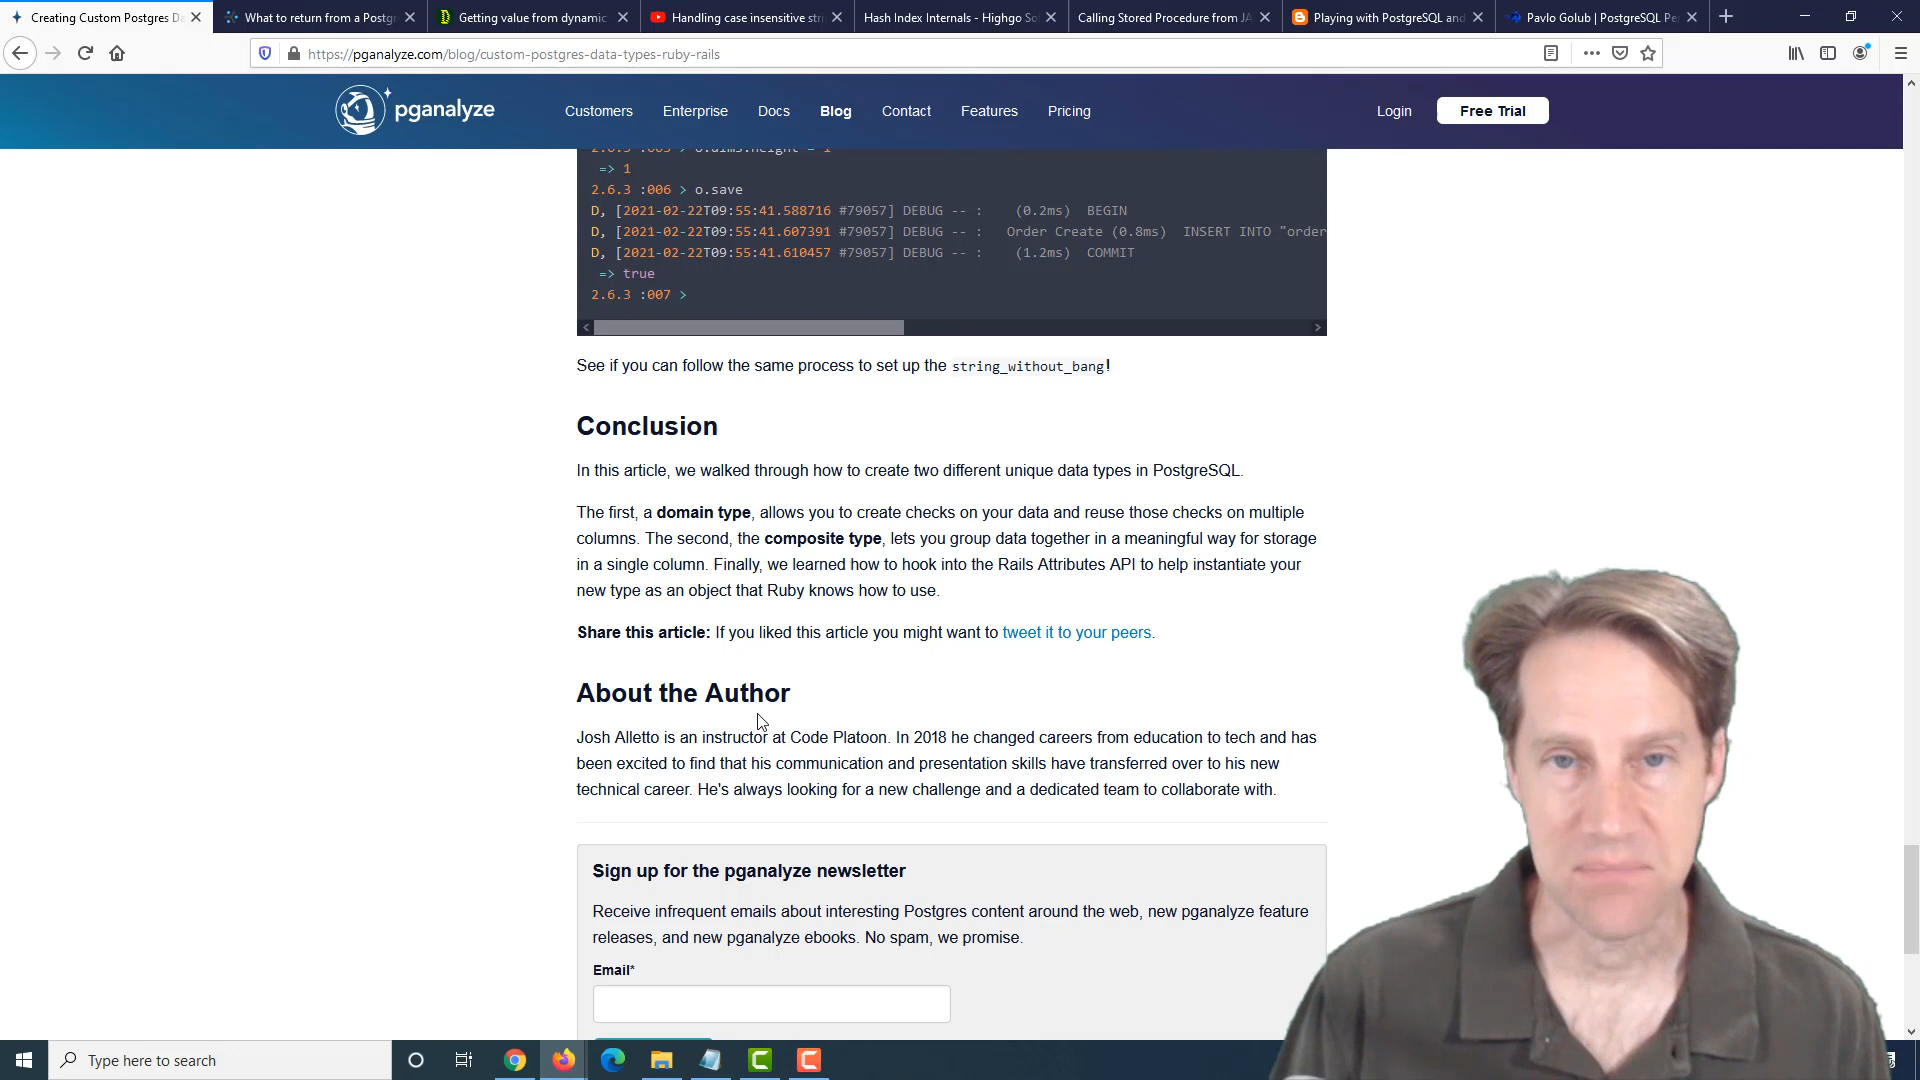 Creating Custom Postgres Da
What to return from a Postgr
Getting value from dynamic
Handling case insensitive stri
Hash Index Internals - Highgo So
Calling Stored Procedure from JA
Playing with PostgreSQL and
Pavlo Golub | PostgreSQL Pe
https://pganalyze.com/blog/custom-postgres-data-types-ruby-rails
pganalyze
Customers
Enterprise
Docs
Blog
Contact
Features
Pricing
Login
Free Trial
2.6.3 :005 > o.dims.height = 1
=> 1
2.6.3 :006 > o.save
D, [2021-02-22T09:55:41.588716 #79057] DEBUG -- :    (0.2ms)  BEGIN
D, [2021-02-22T09:55:41.607391 #79057] DEBUG -- :   Order Create (0.8ms)  INSERT INTO "order
D, [2021-02-22T09:55:41.610457 #79057] DEBUG -- :    (1.2ms)  COMMIT
=> true
2.6.3 :007 >
See if you can follow the same process to set up the string_without_bang!
Conclusion
In this article, we walked through how to create two different unique data types in PostgreSQL.
The first, a domain type, allows you to create checks on your data and reuse those checks on multiple
columns. The second, the composite type, lets you group data together in a meaningful way for storage
in a single column. Finally, we learned how to hook into the Rails Attributes API to help instantiate your
new type as an object that Ruby knows how to use.
Share this article: If you liked this article you might want to tweet it to your peers.
About the Author
Josh Alletto is an instructor at Code Platoon. In 2018 he changed careers from education to tech and has
been excited to find that his communication and presentation skills have transferred over to his new
technical career. He's always looking for a new challenge and a dedicated team to collaborate with.
Sign up for the pganalyze newsletter
Receive infrequent emails about interesting Postgres content around the web, new pganalyze feature
releases, and new pganalyze ebooks. No spam, we promise.
Email*
Type here to search